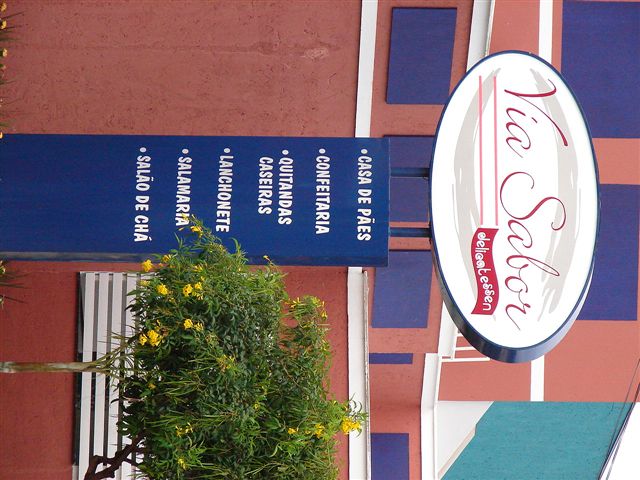 Via Sabor
delicatessen
• CASA DE PÃES
• CONFEITARIA
• QUITANDAS
CASEIRAS
• LANCHONETE
• SALAMARIA
• SALÃO DE CHÁ